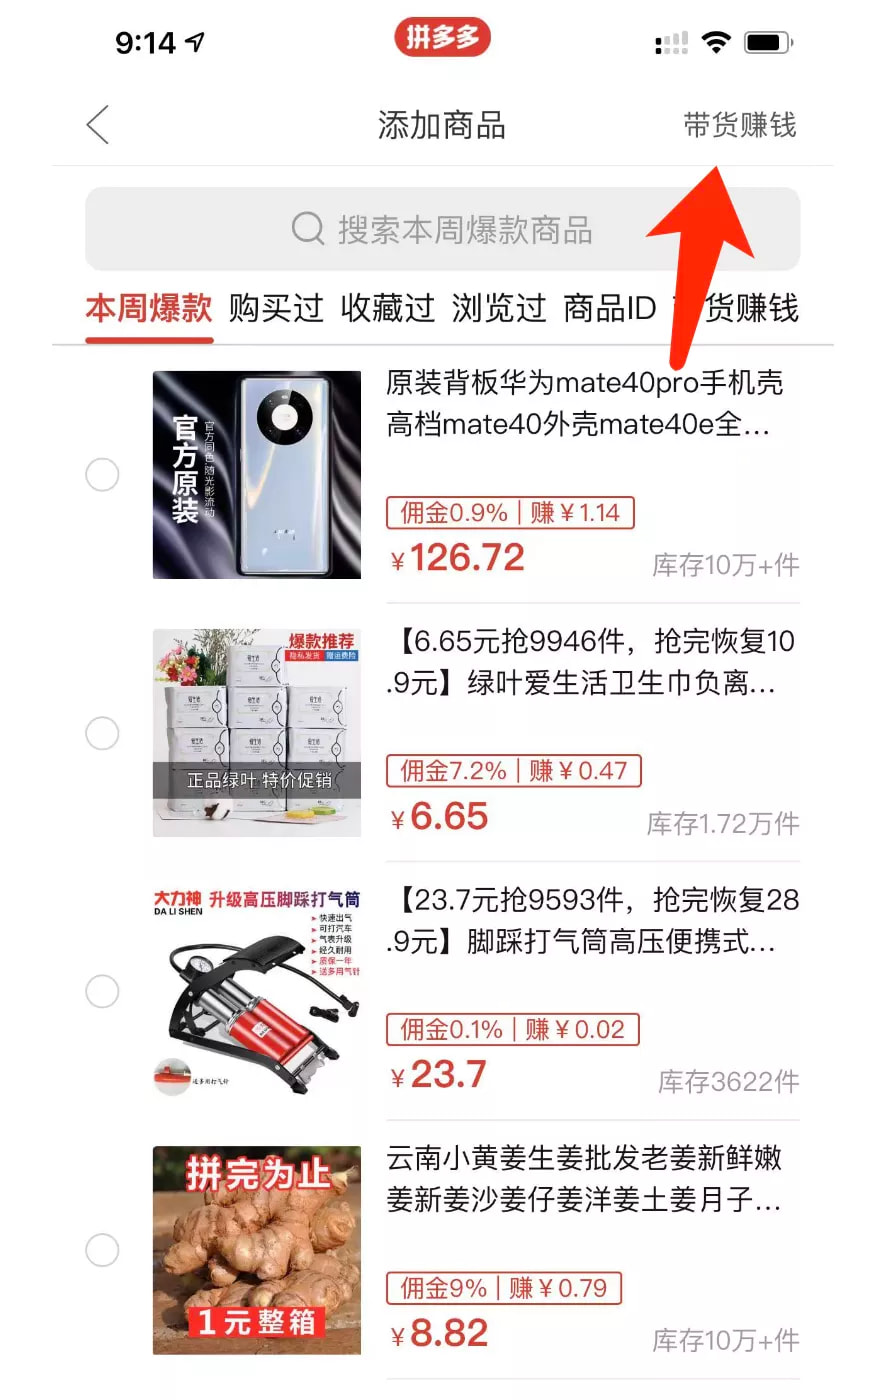 9:14
拼多多
添加商品
带货赚钱
搜索本周爆款商品
本周爆款 购买过 收藏过 浏览过 商品ID 货赚钱
官方原装
官方同色 随光影流动
原装背板华为mate40pro手机壳
高档mate40外壳mate40e全...
佣金0.9% | 赚¥1.14
¥126.72
库存10万+件
爆款推荐
隐私发货 赠运费险
正品绿叶 特价促销
【6.65元抢9946件，抢完恢复10
.9元】绿叶爱生活卫生巾负离...
佣金7.2% | 赚¥0.47
¥6.65
库存1.72万件
大力神 升级高压脚踩打气筒
DA LI SHEN
快速出气
可打汽车
气表升级
经久耐用
质保一年
送多用气针
送多用打气针
【23.7元抢9593件，抢完恢复28
.9元】脚踩打气筒高压便携式...
佣金0.1% | 赚¥0.02
¥23.7
库存3622件
拼完为止
1元整箱
云南小黄姜生姜批发老姜新鲜嫩
姜新姜沙姜仔姜洋姜土姜月子...
佣金9% | 赚¥0.79
¥8.82
库存10万+件